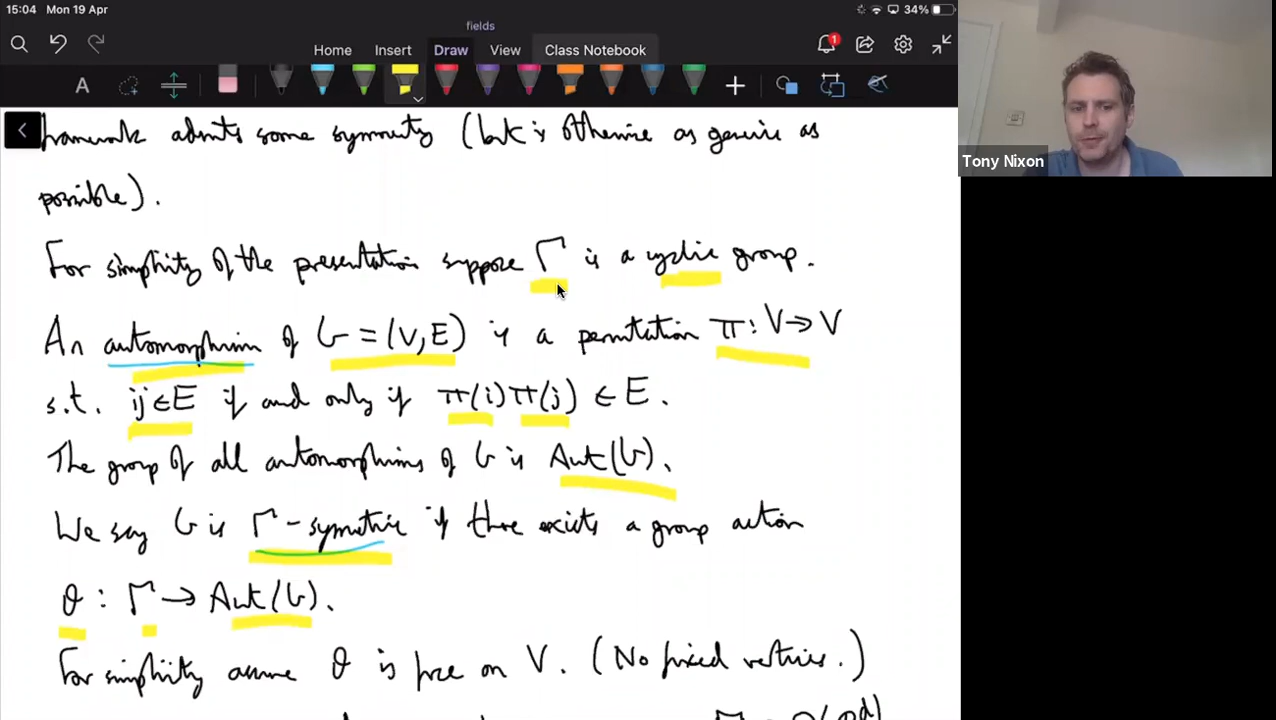 15:04 Mon 19 Apr
34%
fields
Home Insert Draw View Class Notebook
1
A
framework admits some symmetry (but is otherwise as generic as
possible).
For simplicity of the presentation suppose Γ is a cyclic group.
An automorphism of G = (V, E) is a permutation π: V → V
s.t. ij ∈ E if and only if π(i)π(j) ∈ E.
The group of all automorphisms of G is Aut(G).
We say G is Γ-symmetric if there exists a group action
θ : Γ → Aut(G).
For simplicity assume θ is free on V. (No fixed vertices.)
Tony Nixon